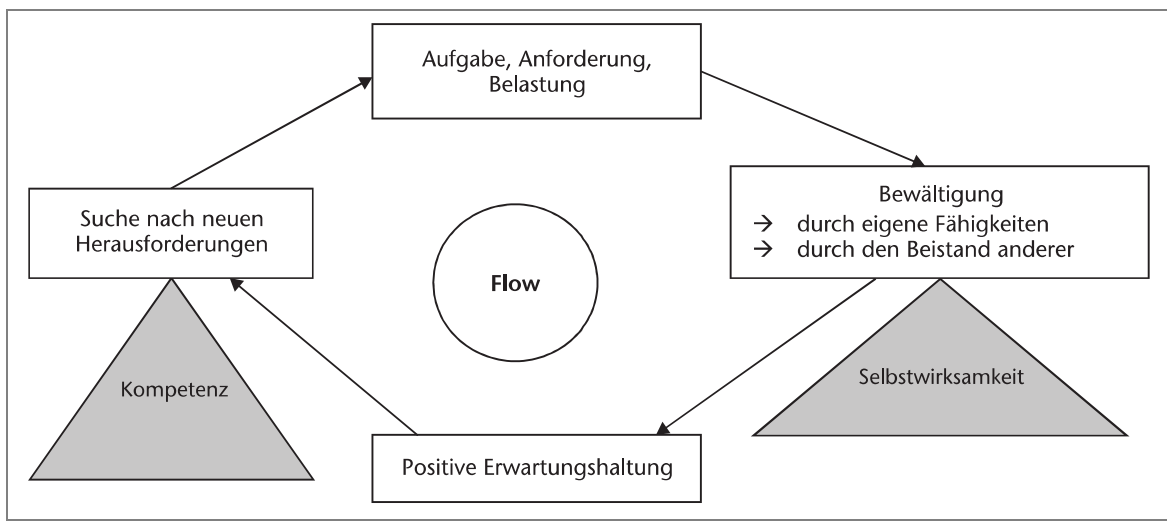 Aufgabe, Anforderung,
Belastung
Suche nach neuen
Herausforderungen
Bewältigung
→ durch eigene Fähigkeiten
→ durch den Beistand anderer
Flow
Kompetenz
Selbstwirksamkeit
Positive Erwartungshaltung